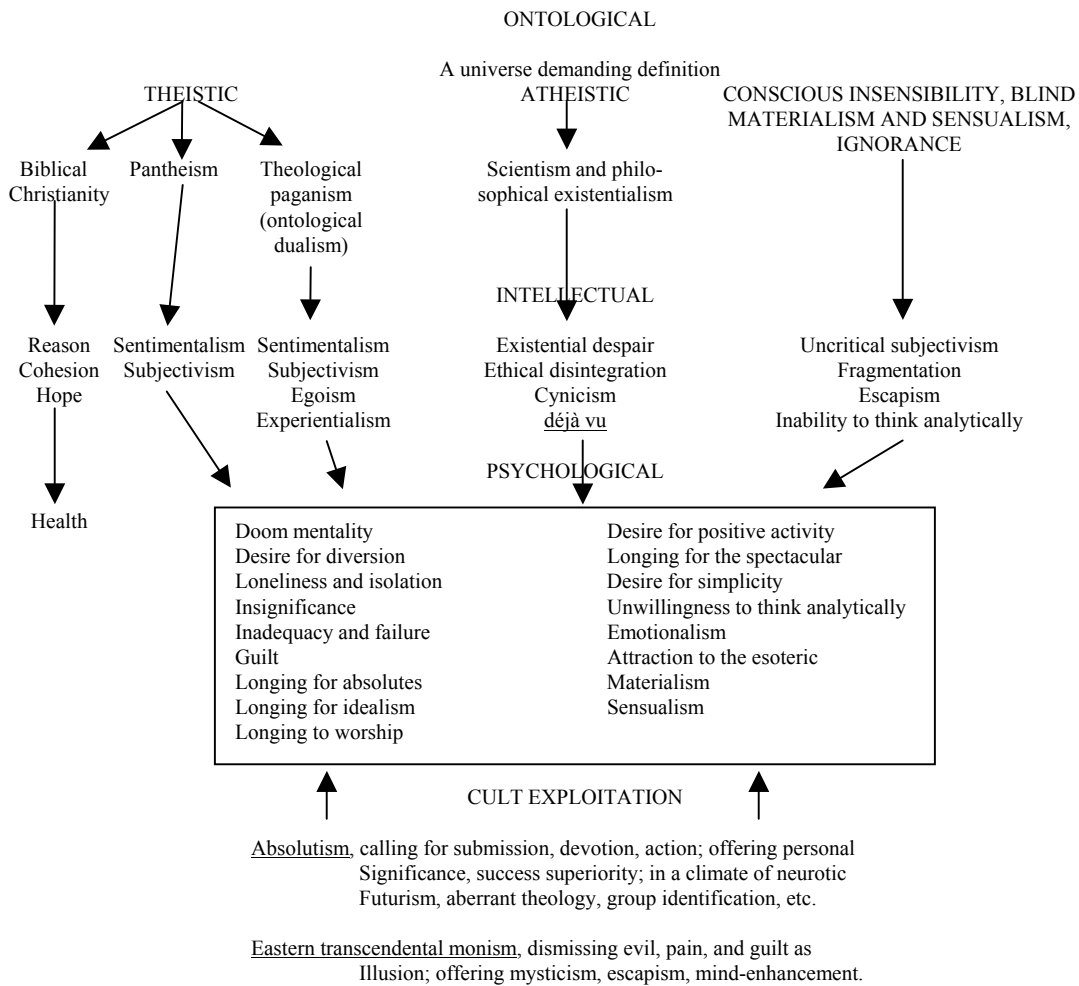 ONTOLOGICAL
A universe demanding definition
THEISTIC
ATHEISTIC
CONSCIOUS INSENSIBILITY, BLIND
MATERIALISM AND SENSUALISM,
IGNORANCE
Biblical
Christianity
Pantheism
Theological
paganism
(ontological
dualism)
Scientism and philo-
sophical existentialism
INTELLECTUAL
Reason
Cohesion
Hope
Sentimentalism
Subjectivism
Sentimentalism
Subjectivism
Egoism
Experientialism
Existential despair
Ethical disintegration
Cynicism
déjà vu
Uncritical subjectivism
Fragmentation
Escapism
Inability to think analytically
PSYCHOLOGICAL
Health
Doom mentality
Desire for diversion
Loneliness and isolation
Insignificance
Inadequacy and failure
Guilt
Longing for absolutes
Longing for idealism
Longing to worship
Desire for positive activity
Longing for the spectacular
Desire for simplicity
Unwillingness to think analytically
Emotionalism
Attraction to the esoteric
Materialism
Sensualism
CULT EXPLOITATION
Absolutism, calling for submission, devotion, action; offering personal
Significance, success superiority; in a climate of neurotic
Futurism, aberrant theology, group identification, etc.
Eastern transcendental monism, dismissing evil, pain, and guilt as
Illusion; offering mysticism, escapism, mind-enhancement.